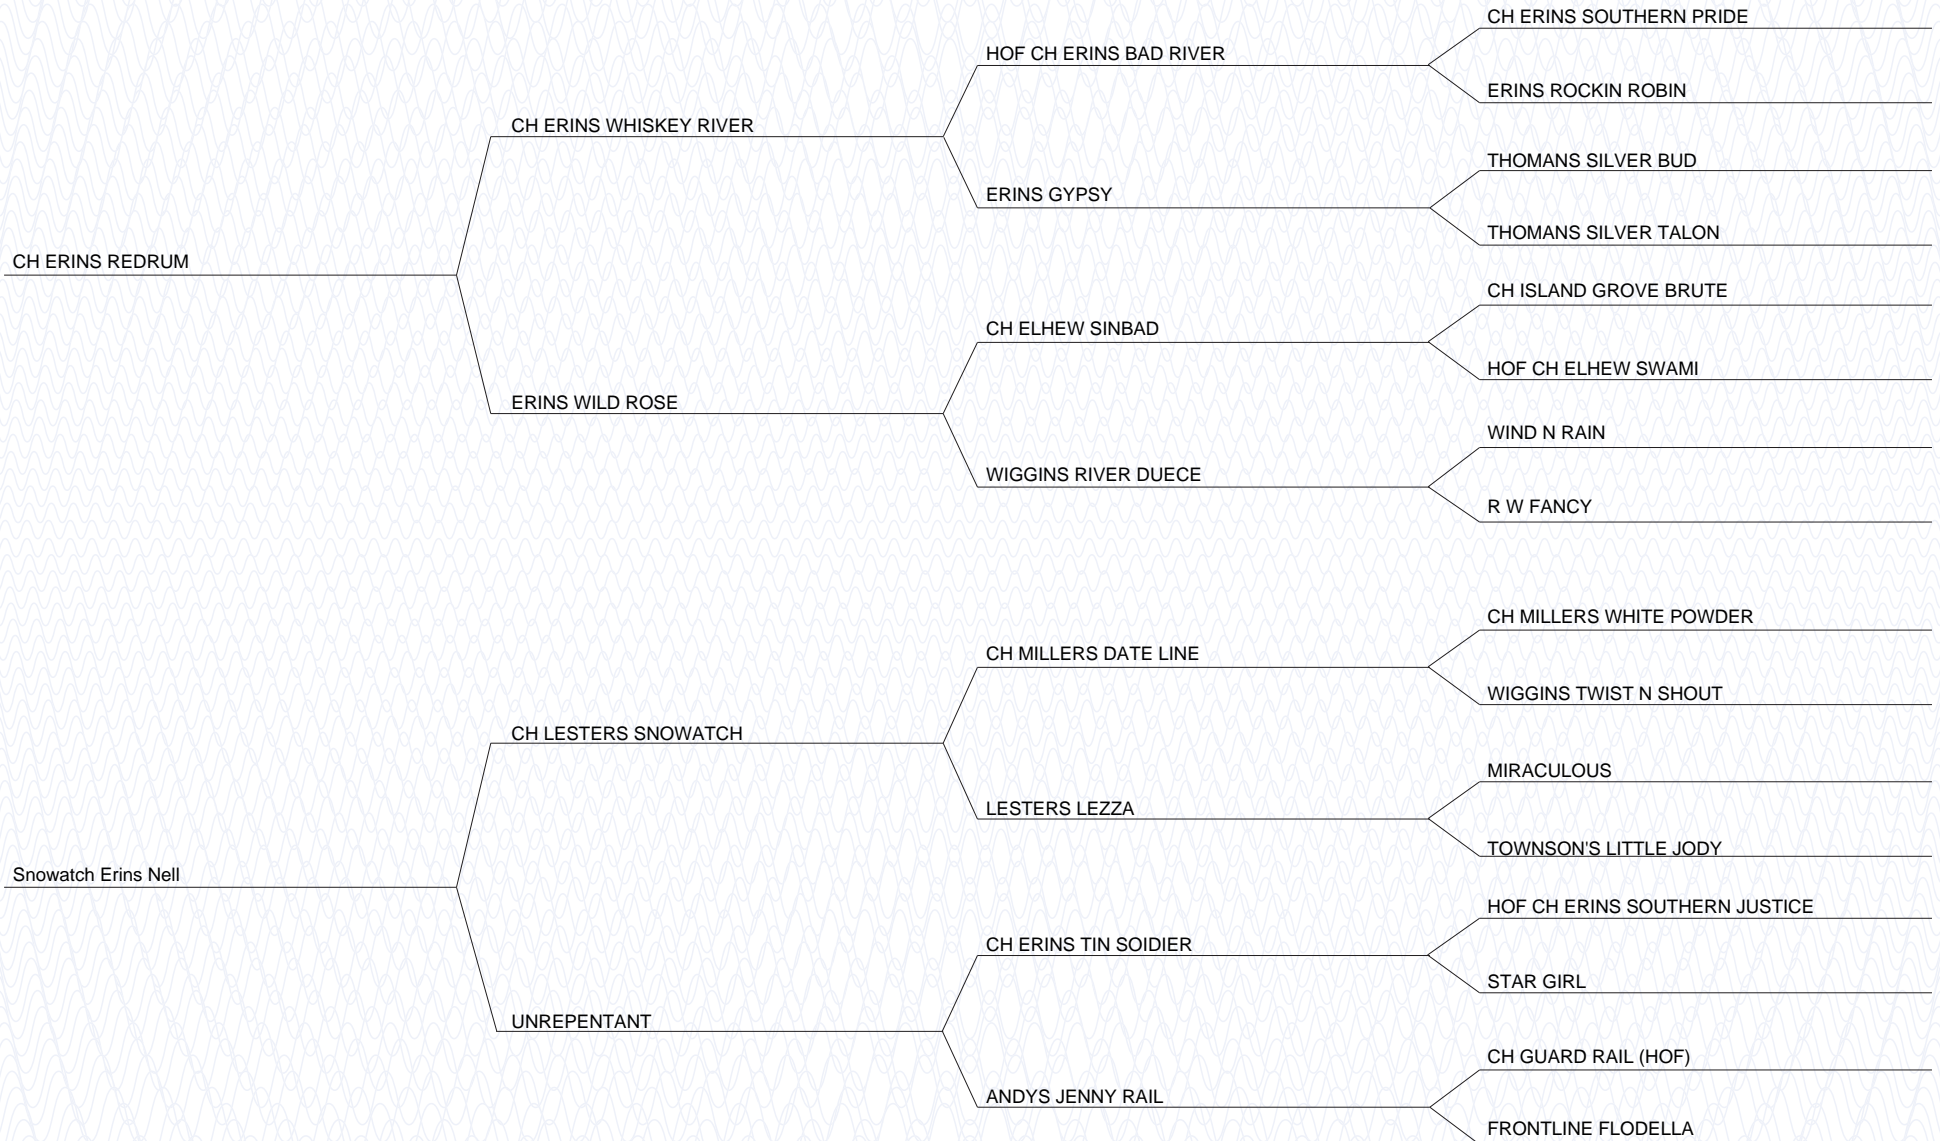 CH ERINS SOUTHERN PRIDE
HOF CH ERINS BAD RIVER
ERINS ROCKIN ROBIN
CH ERINS WHISKEY RIVER
THOMANS SILVER BUD
ERINS GYPSY
THOMANS SILVER TALON
CH ERINS REDRUM
CH ISLAND GROVE BRUTE
CH ELHEW SINBAD
HOF CH ELHEW SWAMI
ERINS WILD ROSE
WIND N RAIN
WIGGINS RIVER DUECE
R W FANCY
CH MILLERS WHITE POWDER
CH MILLERS DATE LINE
WIGGINS TWIST N SHOUT
CH LESTERS SNOWATCH
MIRACULOUS
LESTERS LEZZA
TOWNSON'S LITTLE JODY
Snowatch Erins Nell
HOF CH ERINS SOUTHERN JUSTICE
CH ERINS TIN SOIDIER
STAR GIRL
UNREPENTANT
CH GUARD RAIL (HOF)
ANDYS JENNY RAIL
FRONTLINE FLODELLA